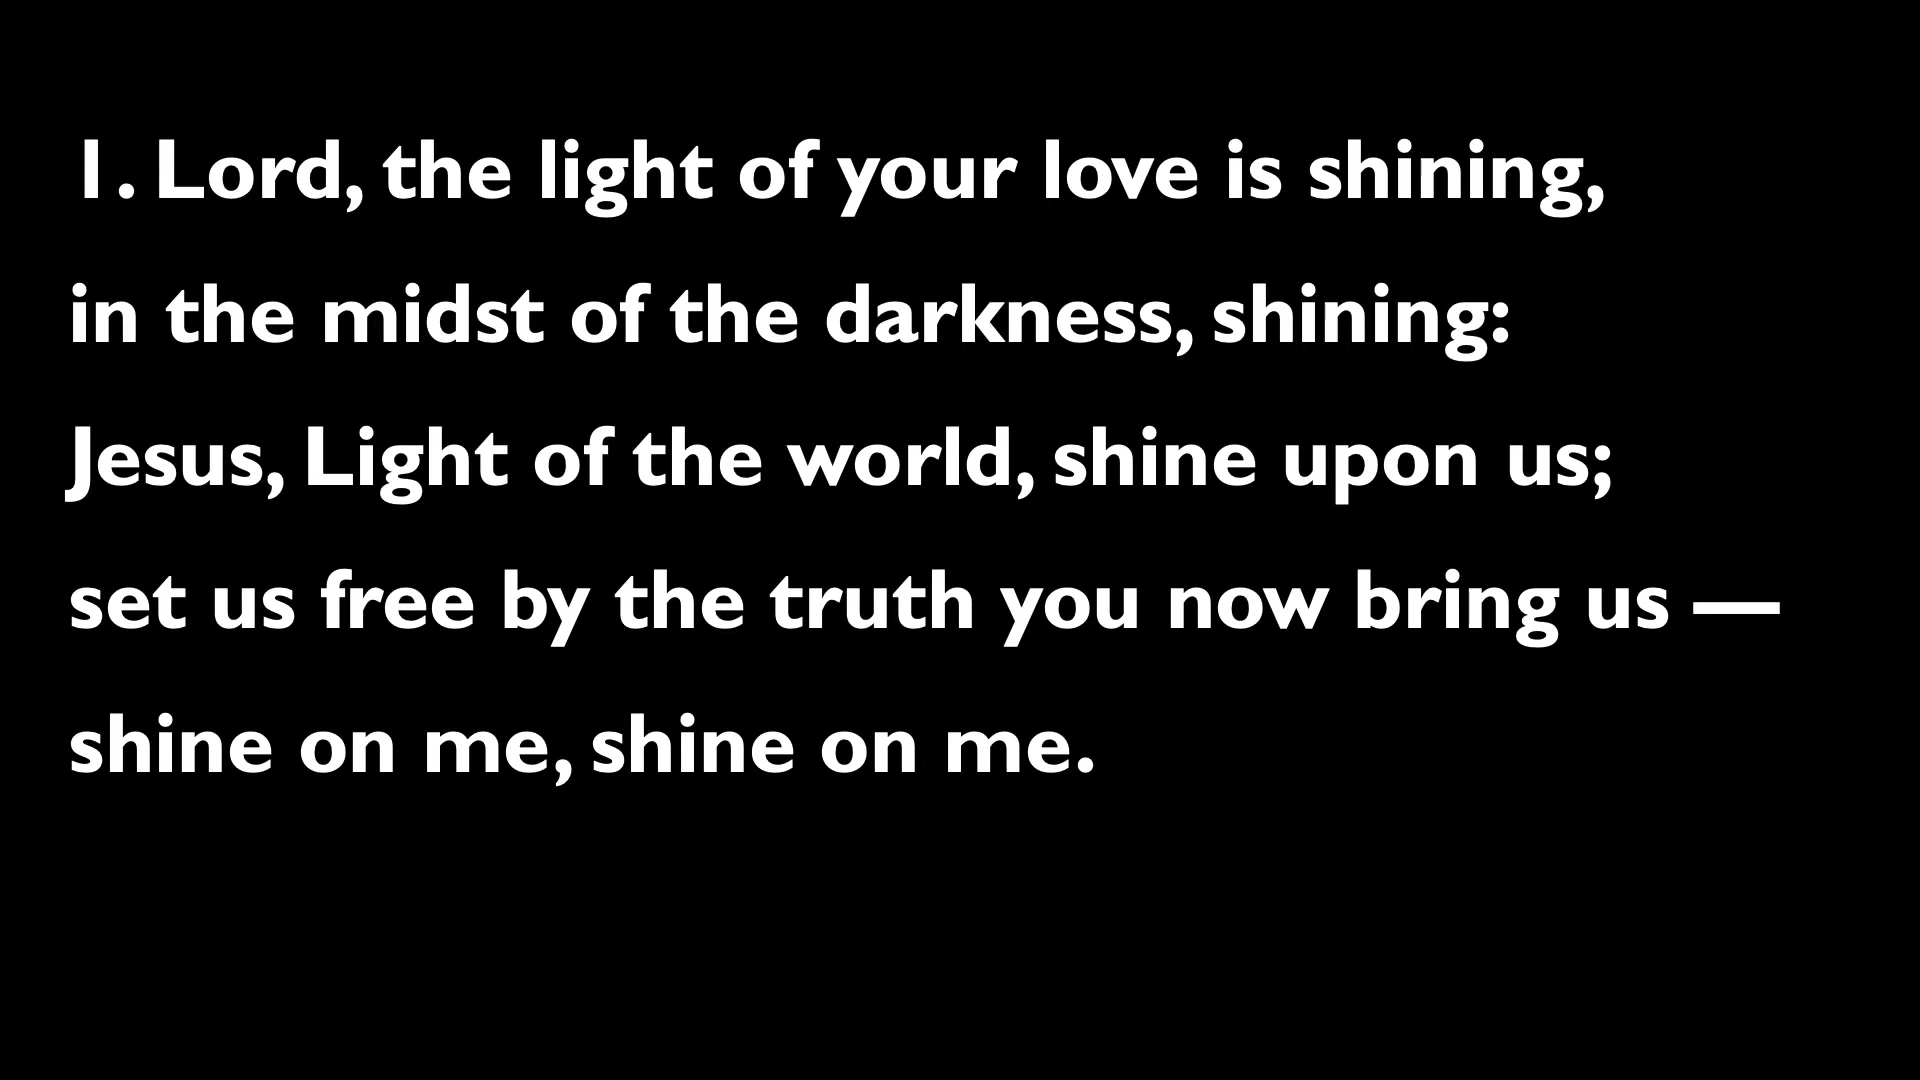 1. Lord, the light of your love is shining,
in the midst of the darkness, shining:
Jesus, Light of the world, shine upon us;
set us free by the truth you now bring us —
shine on me, shine on me.